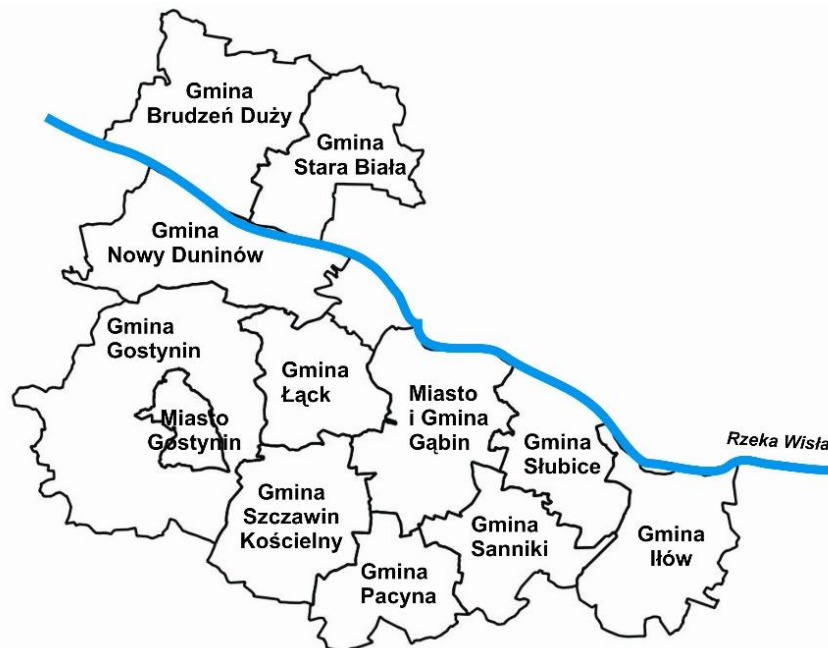 Gmina
Brudzeń Duży
Gmina
Stara Biała
Gmina
Nowy Duninów
Gmina
Gostynin
Miasto
Gostynin
Gmina
Łąck
Miasto
i Gmina
Gąbin
Gmina
Słubice
Rzeka Wisła
Gmina
Szczawin
Kościelny
Gmina
Sanniki
Gmina
Iłów
Gmina
Pacyna